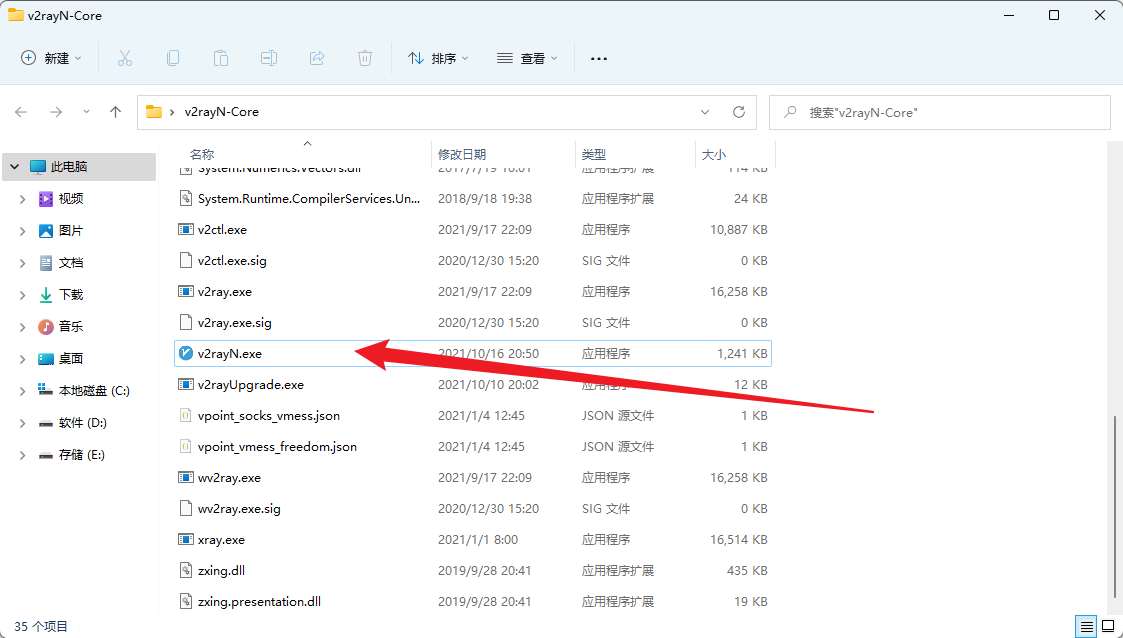 v2rayN-Core
新建 排序 查看 ...
v2rayN-Core 搜索"v2rayN-Core"
名称 修改日期 类型 大小
此电脑
视频
图片
文档
下载
音乐
桌面
本地磁盘 (C:)
软件 (D:)
存储 (E:)
System.Numerics.Vectors.dll 2017/7/19 10:01 应用程序扩展 114 KB
System.Runtime.CompilerServices.Un... 2018/9/18 19:38 应用程序扩展 24 KB
v2ctl.exe 2021/9/17 22:09 应用程序 10,887 KB
v2ctl.exe.sig 2020/12/30 15:20 SIG 文件 0 KB
v2ray.exe 2021/9/17 22:09 应用程序 16,258 KB
v2ray.exe.sig 2020/12/30 15:20 SIG 文件 0 KB
v2rayN.exe 2021/10/16 20:50 应用程序 1,241 KB
v2rayUpgrade.exe 2021/10/10 20:02 应用程序 12 KB
vpoint_socks_vmess.json 2021/1/4 12:45 JSON 源文件 1 KB
vpoint_vmess_freedom.json 2021/1/4 12:45 JSON 源文件 1 KB
wv2ray.exe 2021/9/17 22:09 应用程序 16,258 KB
wv2ray.exe.sig 2020/12/30 15:20 SIG 文件 0 KB
xray.exe 2021/1/1 8:00 应用程序 16,514 KB
zxing.dll 2019/9/28 20:41 应用程序扩展 435 KB
zxing.presentation.dll 2019/9/28 20:41 应用程序扩展 19 KB
35 个项目